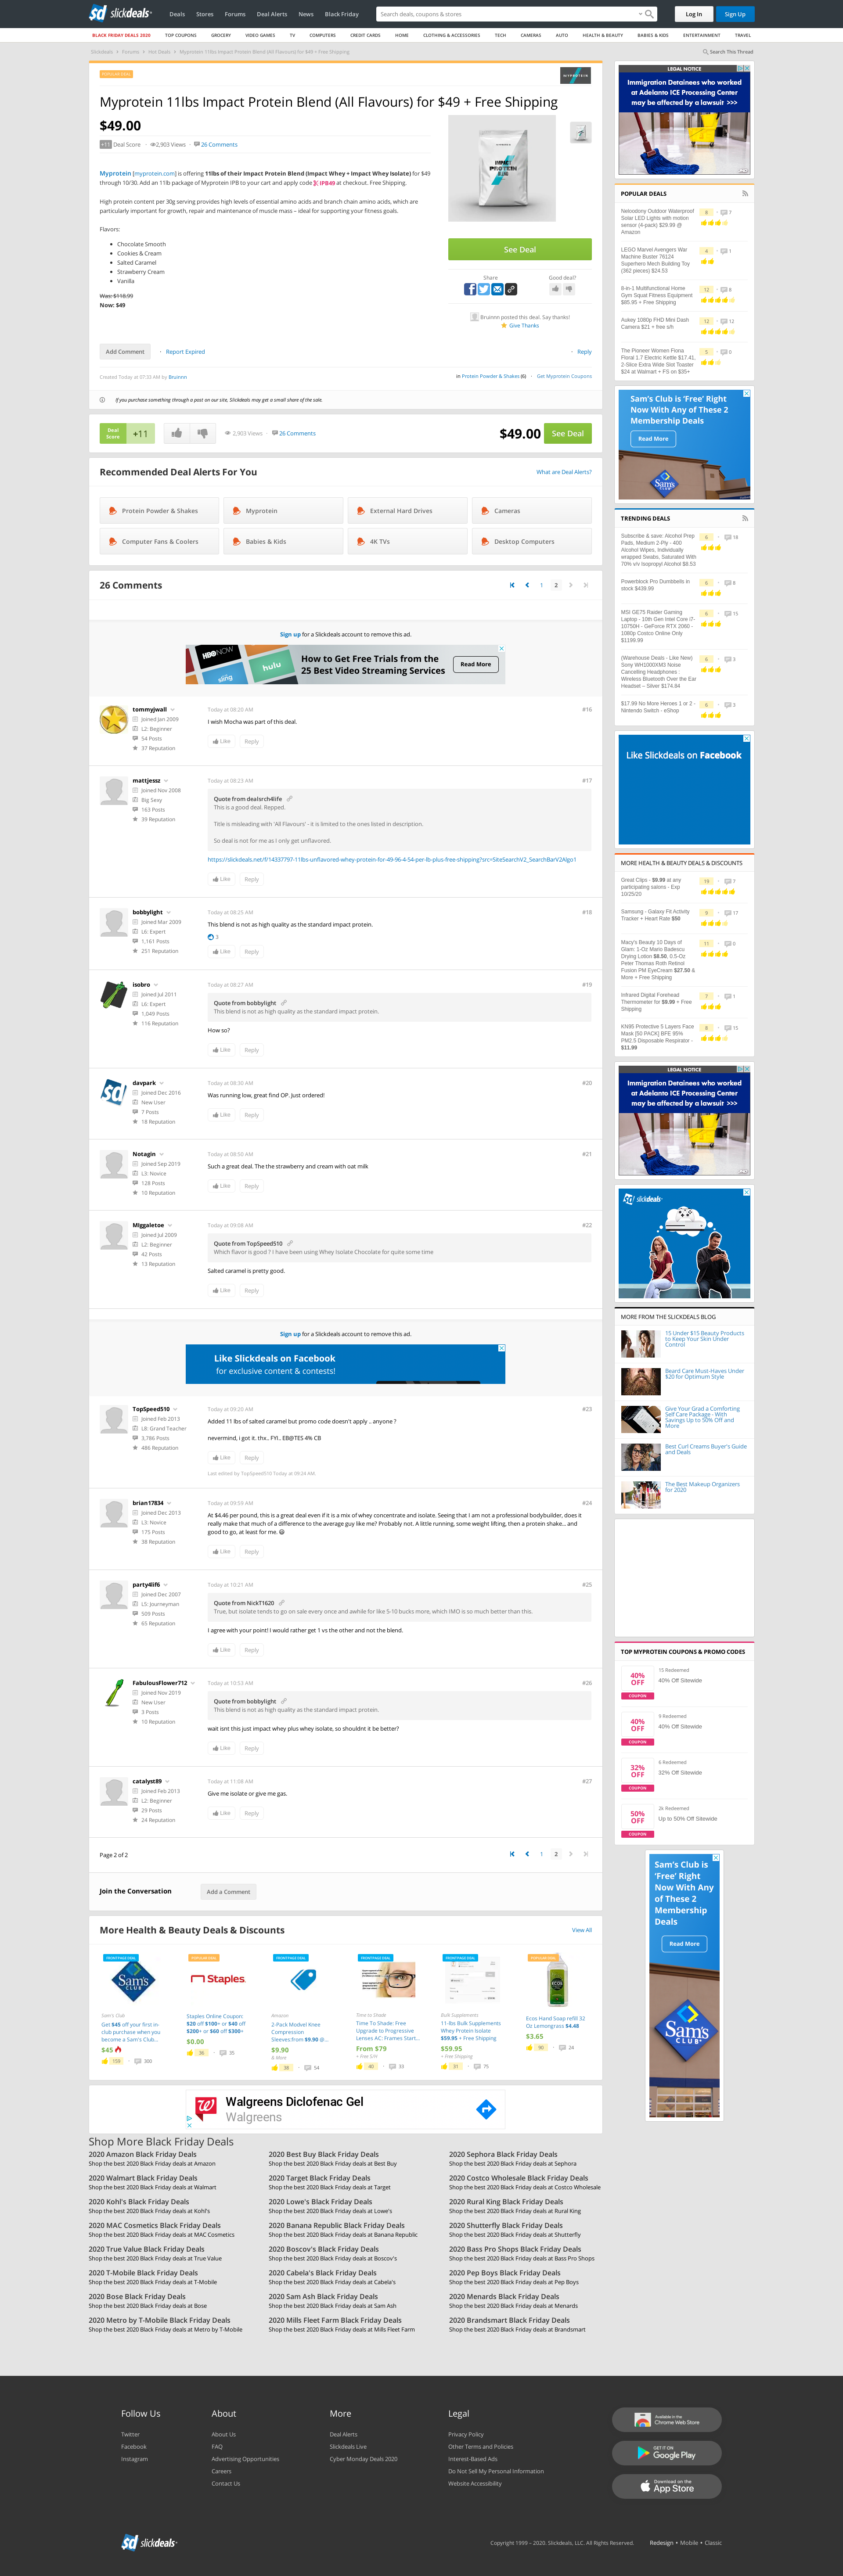 slickdeals
Deals
Stores
Forums
Deal Alerts
News
Black Friday
Search deals, coupons & stores
Log In
Sign Up
BLACK FRIDAY DEALS 2020
TOP COUPONS
GROCERY
VIDEO GAMES
TV
COMPUTERS
CREDIT CARDS
HOME
CLOTHING & ACCESSORIES
TECH
CAMERAS
AUTO
HEALTH & BEAUTY
BABIES & KIDS
ENTERTAINMENT
TRAVEL
Slickdeals
Forums
Hot Deals
Myprotein 11lbs Impact Protein Blend (All Flavours) for $49 + Free Shipping
Search This Thread
POPULAR DEAL
MYPROTEIN
Myprotein 11lbs Impact Protein Blend (All Flavours) for $49 + Free Shipping
$49.00
+11 Deal Score
2,903 Views
26 Comments
Myprotein [myprotein.com] is offering 11lbs of their Impact Protein Blend (Impact Whey + Impact Whey Isolate) for $49
through 10/30. Add an 11lb package of Myprotein IPB to your cart and apply code IPB49 at checkout. Free Shipping.
High protein content per 30g serving provides high levels of essential amino acids (and branch chain amino acids, which are
particularly important for growth, repair and maintenance of muscle mass – ideal for supporting your fitness goals.
Flavors:
Chocolate Smooth
Cookies & Cream
Salted Caramel
Strawberry Cream
Vanilla
Was: $118.99
Now: $49
See Deal
Share
Good deal?
Bruinnn posted this deal. Say thanks!
Give Thanks
Add Comment
Report Expired
Reply
Created Today at 07:33 AM by Bruinnn
in Protein Powder & Shakes (6)
Get Myprotein Coupons
If you purchase something through a post on our site, Slickdeals may get a small share of the sale.
Deal Score +11
2,903 Views
26 Comments
$49.00
See Deal
Recommended Deal Alerts For You
What are Deal Alerts?
Protein Powder & Shakes
Myprotein
External Hard Drives
Cameras
Computer Fans & Coolers
Babies & Kids
4K TVs
Desktop Computers
26 Comments
1
2
Sign up for a Slickdeals account to remove this ad.
HBO NOW
hulu
How to Get Free Trials from the
25 Best Video Streaming Services
Read More
tommyjwall
Joined Jan 2009
L2: Beginner
54 Posts
37 Reputation
Today at 08:20 AM
#16
I wish Mocha was part of this deal.
Like
Reply
mattjessz
Joined Nov 2008
Big Sexy
163 Posts
39 Reputation
Today at 08:23 AM
#17
Quote from dealsrch4life
This is a good deal. Repped.
Title is misleading with 'All Flavours' - it is limited to the ones listed in description.
So deal is not for me as I only get unflavored.
https://slickdeals.net/f/14337797-11lbs-unflavored-whey-protein-for-49-96-4-54-per-lb-plus-free-shipping?src=SiteSearchV2_SearchBarV2Algo1
Like
Reply
bobbylight
Joined Mar 2009
L6: Expert
1,161 Posts
251 Reputation
Today at 08:25 AM
#18
This blend is not as high quality as the standard impact protein.
3
Like
Reply
isobro
Joined Jul 2011
L6: Expert
1,049 Posts
116 Reputation
Today at 08:27 AM
#19
Quote from bobbylight
This blend is not as high quality as the standard impact protein.
How so?
Like
Reply
davpark
Joined Dec 2016
New User
7 Posts
18 Reputation
Today at 08:30 AM
#20
Was running low, great find OP. Just ordered!
Like
Reply
Notagin
Joined Sep 2019
L3: Novice
128 Posts
10 Reputation
Today at 08:50 AM
#21
Such a great deal. The the strawberry and cream with oat milk
Like
Reply
MIggaletoe
Joined Jul 2009
L2: Beginner
42 Posts
13 Reputation
Today at 09:08 AM
#22
Quote from TopSpeed510
Which flavor is good ? I have been using Whey Isolate Chocolate for quite some time
Salted caramel is pretty good.
Like
Reply
Sign up for a Slickdeals account to remove this ad.
Like Slickdeals on Facebook
for exclusive content & contests!
TopSpeed510
Joined Feb 2013
L8: Grand Teacher
3,786 Posts
486 Reputation
Today at 09:20 AM
#23
Added 11 lbs of salted caramel but promo code doesn't apply .. anyone ?
nevermind, i got it. thx.. FYI.. EB@TES 4% CB
Like
Reply
Last edited by TopSpeed510 Today at 09:24 AM.
brian17834
Joined Dec 2013
L3: Novice
175 Posts
38 Reputation
Today at 09:59 AM
#24
At $4.46 per pound, this is a great deal even if it is a mix of whey concentrate and isolate. Seeing that I am not a professional bodybuilder, does it
really make that much of a difference to the average guy like me? Probably not. A little running, some weight lifting, then a protein shake... and
good to go, at least for me. 😃
Like
Reply
party4lif6
Joined Dec 2007
L5: Journeyman
509 Posts
65 Reputation
Today at 10:21 AM
#25
Quote from NickT1620
True, but isolate tends to go on sale every once and awhile for like 5-10 bucks more, which IMO is so much better than this.
I agree with your point! I would rather get 1 vs the other and not the blend.
Like
Reply
FabulousFlower712
Joined Nov 2019
New User
3 Posts
10 Reputation
Today at 10:53 AM
#26
Quote from bobbylight
This blend is not as high quality as the standard impact protein.
wait isnt this just impact whey plus whey isolate, so shouldnt it be better?
Like
Reply
catalyst89
Joined Feb 2013
L2: Beginner
29 Posts
24 Reputation
Today at 11:08 AM
#27
Give me isolate or give me gas.
Like
Reply
Page 2 of 2
1
2
Join the Conversation
Add a Comment
More Health & Beauty Deals & Discounts
View All
FRONTPAGE DEAL
Sam's Club
Get $45 off your first in-
club purchase when you
become a Sam's Club...
$45
159
300
POPULAR DEAL
Staples.
Staples Online Coupon:
$20 off $100+ or $40 off
$200+ or $60 off $300+
$0.00
36
35
FRONTPAGE DEAL
Amazon
2-Pack Modvel Knee
Compression
Sleeves:from $9.90 @...
$9.90
& More
38
54
FRONTPAGE DEAL
Time to Shade
Time To Shade: Free
Upgrade to Progressive
Lenses AC. Frames Start...
From $79
+ Free S/H
40
33
FRONTPAGE DEAL
Bulk Supplements
11-lbs Bulk Supplements
Whey Protein Isolate
$59.95 + Free Shipping
$59.95
+ Free Shipping
51
75
POPULAR DEAL
ECOS
Ecos Hand Soap refill 32
Oz Lemongrass $4.48
$3.65
90
24
Walgreens Diclofenac Gel
Walgreens
Shop More Black Friday Deals
2020 Amazon Black Friday Deals
Shop the best 2020 Black Friday deals at Amazon
2020 Best Buy Black Friday Deals
Shop the best 2020 Black Friday deals at Best Buy
2020 Sephora Black Friday Deals
Shop the best 2020 Black Friday deals at Sephora
2020 Walmart Black Friday Deals
Shop the best 2020 Black Friday deals at Walmart
2020 Target Black Friday Deals
Shop the best 2020 Black Friday deals at Target
2020 Costco Wholesale Black Friday Deals
Shop the best 2020 Black Friday deals at Costco Wholesale
2020 Kohl's Black Friday Deals
Shop the best 2020 Black Friday deals at Kohl's
2020 Lowe's Black Friday Deals
Shop the best 2020 Black Friday deals at Lowe's
2020 Rural King Black Friday Deals
Shop the best 2020 Black Friday deals at Rural King
2020 MAC Cosmetics Black Friday Deals
Shop the best 2020 Black Friday deals at MAC Cosmetics
2020 Banana Republic Black Friday Deals
Shop the best 2020 Black Friday deals at Banana Republic
2020 Shutterfly Black Friday Deals
Shop the best 2020 Black Friday deals at Shutterfly
2020 True Value Black Friday Deals
Shop the best 2020 Black Friday deals at True Value
2020 Boscov's Black Friday Deals
Shop the best 2020 Black Friday deals at Boscov's
2020 Bass Pro Shops Black Friday Deals
Shop the best 2020 Black Friday deals at Bass Pro Shops
2020 T-Mobile Black Friday Deals
Shop the best 2020 Black Friday deals at T-Mobile
2020 Cabela's Black Friday Deals
Shop the best 2020 Black Friday deals at Cabela's
2020 Pep Boys Black Friday Deals
Shop the best 2020 Black Friday deals at Pep Boys
2020 Bose Black Friday Deals
Shop the best 2020 Black Friday deals at Bose
2020 Sam Ash Black Friday Deals
Shop the best 2020 Black Friday deals at Sam Ash
2020 Menards Black Friday Deals
Shop the best 2020 Black Friday deals at Menards
2020 Metro by T-Mobile Black Friday Deals
Shop the best 2020 Black Friday deals at Metro by T-Mobile
2020 Mills Fleet Farm Black Friday Deals
Shop the best 2020 Black Friday deals at Mills Fleet Farm
2020 Brandsmart Black Friday Deals
Shop the best 2020 Black Friday deals at Brandsmart
LEGAL NOTICE
Immigration Detainees who worked
at Adelanto ICE Processing Center
may be affected by a lawsuit >>>
POPULAR DEALS
Neloodony Outdoor Waterproof
Solar LED Lights with motion
sensor (4-pack) $29.99 @
Amazon
8
7
LEGO Marvel Avengers War
Machine Buster 76124
Superhero Mech Building Toy
(362 pieces) $24.53
4
1
8-in-1 Multifunctional Home
Gym Squat Fitness Equipment
$85.95 + Free Shipping
12
8
Aukey 1080p FHD Mini Dash
Camera $21 + free s/h
12
12
The Pioneer Women Fiona
Floral 1.7 Electric Kettle $17.41,
2-Slice Extra Wide Slot Toaster
$24 at Walmart + FS on $35+
5
0
Sam's Club is 'Free' Right
Now With Any of These 2
Membership Deals
Read More
TRENDING DEALS
Subscribe & save: Alcohol Prep
Pads, Medium 2-Ply - 400
Alcohol Wipes, Individually
wrapped Swabs, Saturated With
70% v/v Isopropyl Alcohol $8.53
6
18
Powerblock Pro Dumbbells in
stock $439.99
6
8
MSI GE75 Raider Gaming
Laptop - 10th Gen Intel Core i7-
10750H - GeForce RTX 2060 -
1080p Costco Online Only
$1199.99
6
15
(Warehouse Deals - Like New)
Sony WH1000XM3 Noise
Cancelling Headphones :
Wireless Bluetooth Over the Ear
Headset – Silver $174.84
6
3
$17.99 No More Heroes 1 or 2 -
Nintendo Switch - eShop
6
3
Like Slickdeals on Facebook
MORE HEALTH & BEAUTY DEALS & DISCOUNTS
Great Clips - $9.99 at any
participating salons - Exp
10/25/20
19
7
Samsung - Galaxy Fit Activity
Tracker + Heart Rate $50
9
17
Macy's Beauty 10 Days of
Glam: 1-Oz Mario Badescu
Drying Lotion $8.50, 0.5-Oz
Peter Thomas Roth Retinol
Fusion PM EyeCream $27.50 &
More + Free Shipping
11
0
Infrared Digital Forehead
Thermometer for $9.99 + Free
Shipping
7
1
KN95 Protective 5 Layers Face
Mask [50 PACK] BFE 95%
PM2.5 Disposable Respirator -
$11.99
8
15
LEGAL NOTICE
Immigration Detainees who worked
at Adelanto ICE Processing Center
may be affected by a lawsuit >>>
slickdeals
MORE FROM THE SLICKDEALS BLOG
15 Under $15 Beauty Products
to Keep Your Skin Under
Control
Beard Care Must-Haves Under
$20 for Optimum Style
Give Your Grad a Comforting
Self Care Package - With
Savings Up to 50% Off and
More
Best Curl Creams Buyer's Guide
and Deals
The Best Makeup Organizers
for 2020
TOP MYPROTEIN COUPONS & PROMO CODES
40% OFF
COUPON
15 Redeemed
40% Off Sitewide
40% OFF
COUPON
9 Redeemed
40% Off Sitewide
32% OFF
COUPON
6 Redeemed
32% Off Sitewide
50% OFF
COUPON
2k Redeemed
Up to 50% Off Sitewide
Sam's Club is
'Free' Right
Now With Any
of These 2
Membership
Deals
Read More
Sam's CLUB
Follow Us
Twitter
Facebook
Instagram
About
About Us
FAQ
Advertising Opportunities
Careers
Contact Us
More
Deal Alerts
Slickdeals Live
Cyber Monday Deals 2020
Legal
Privacy Policy
Other Terms and Policies
Interest-Based Ads
Do Not Sell My Personal Information
Website Accessibility
Available in the
Chrome Web Store
GET IT ON
Google Play
Download on the
App Store
slickdeals
Copyright 1999 – 2020. Slickdeals, LLC. All Rights Reserved.
Redesign • Mobile • Classic